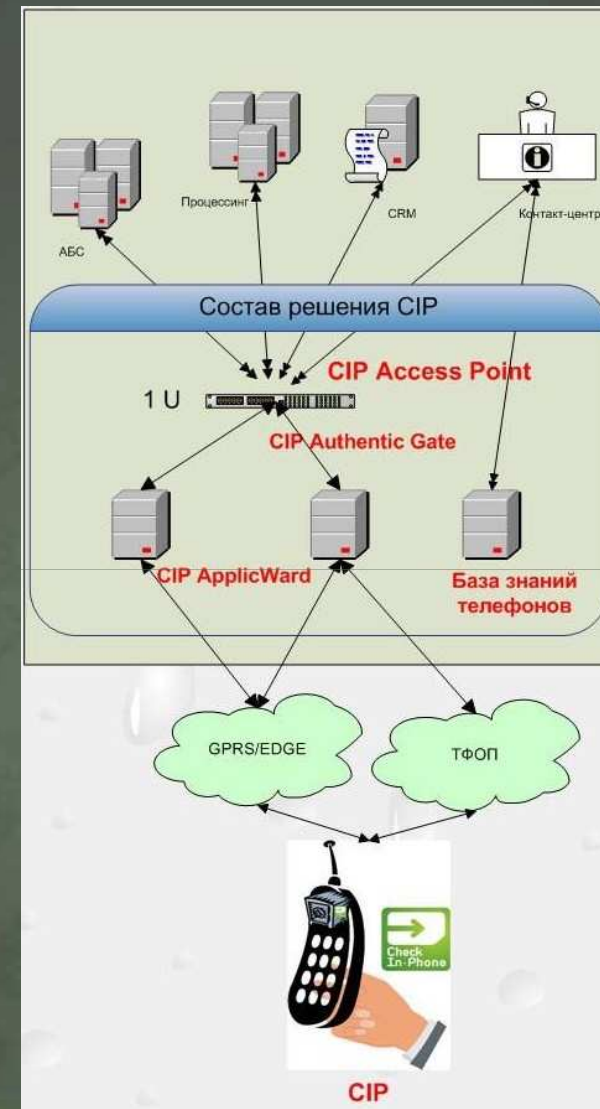 Процессинг
CRM
Контакт-центр
АБС
Состав решения CIP
CIP Access Point
1 U
CIP Authentic Gate
CIP ApplicWard
База знаний
телефонов
GPRS/EDGE
ТФОП
Check
In-Phone
CIP